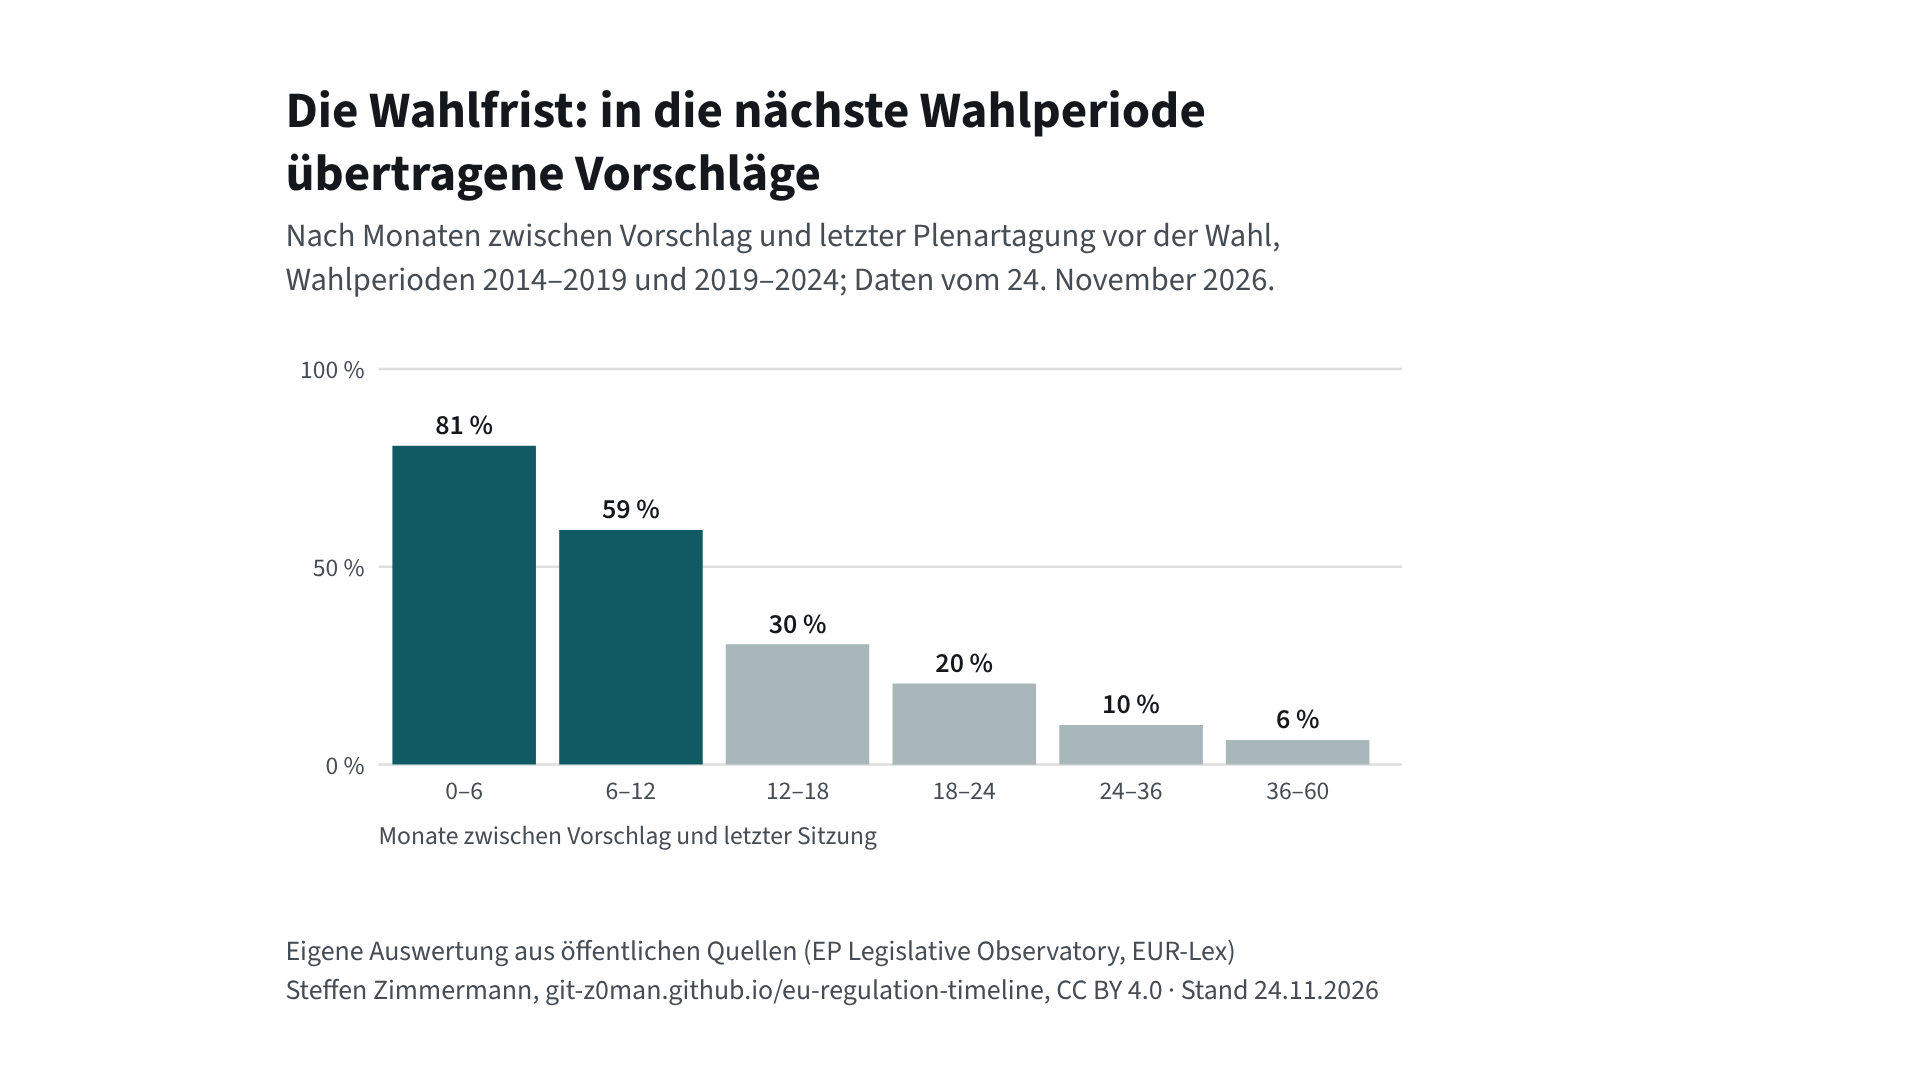 Die Wahlfrist: in die nächste Wahlperiode
übertragene Vorschläge
Nach Monaten zwischen Vorschlag und letzter Plenartagung vor der Wahl,
Wahlperioden 2014–2019 und 2019–2024; Daten vom 24. November 2026.
100 %
81 %
59 %
50 %
30 %
20 %
10 %
6 %
0 %
0–6 6–12 12–18 18–24 24–36 36–60
Monate zwischen Vorschlag und letzter Sitzung
Eigene Auswertung aus öffentlichen Quellen (EP Legislative Observatory, EUR-Lex)
Steffen Zimmermann, git-z0man.github.io/eu-regulation-timeline, CC BY 4.0 · Stand 24.11.2026